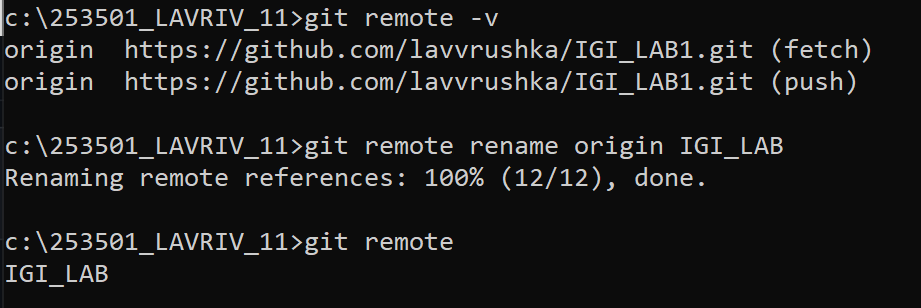 c:\253501_LAVRIV_11>git remote -v
origin  https://github.com/lavvrushka/IGI_LAB1.git (fetch)
origin  https://github.com/lavvrushka/IGI_LAB1.git (push)
c:\253501_LAVRIV_11>git remote rename origin IGI_LAB
Renaming remote references: 100% (12/12), done.
c:\253501_LAVRIV_11>git remote
IGI_LAB